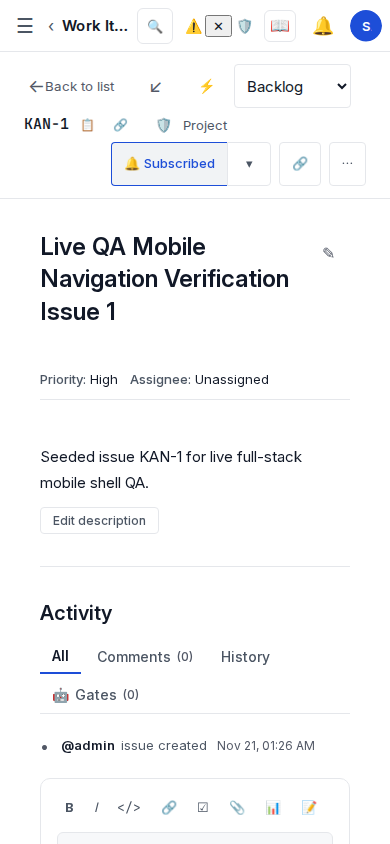 Work It...
S
Back to list
Backlog
KAN-1
Project
Subscribed
Live QA Mobile
Navigation Verification
Issue 1
Priority: High Assignee: Unassigned
Seeded issue KAN-1 for live full-stack
mobile shell QA.
Edit description
Activity
All Comments (0) History
Gates (0)
@admin issue created Nov 21, 01:26 AM
B I </>